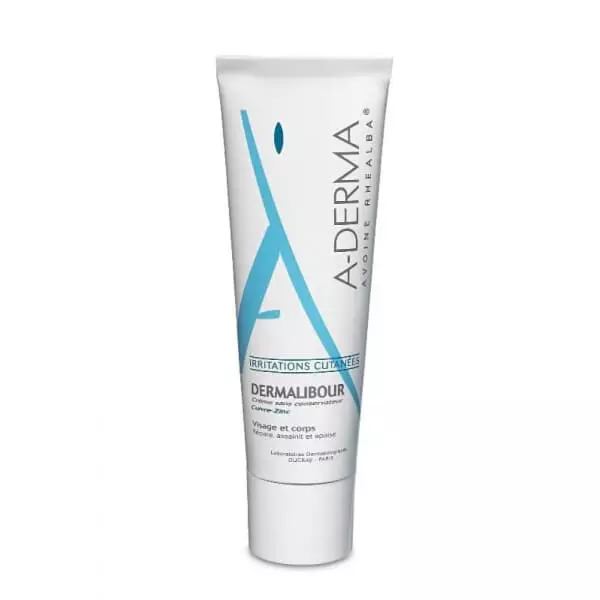 A-DERMA
AVOINE RHEALBA®
IRRITATIONS CUTANÉES
DERMALIBOUR
Crème sans conservateur
Cuivre-Zinc
Visage et corps
Répare, assainit et apaise
Laboratoires Dermatologiques
DUCRAY - PARIS